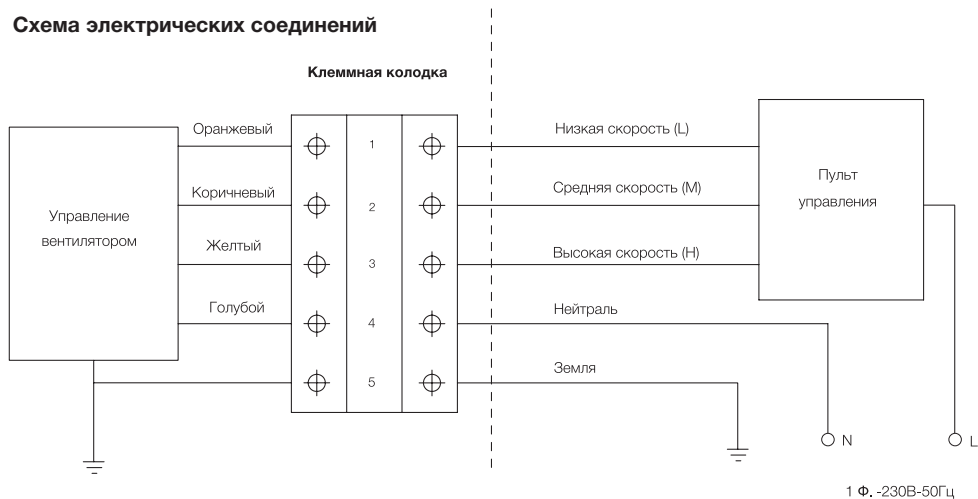 Схема электрических соединений
Клеммная колодка
Оранжевый
1
Низкая скорость (L)
Коричневый
2
Средняя скорость (M)
Пульт
управления
Управление
вентилятором
Желтый
3
Высокая скорость (H)
Голубой
4
Нейтраль
5
Земля
N
L
1 Ф. -230В-50Гц